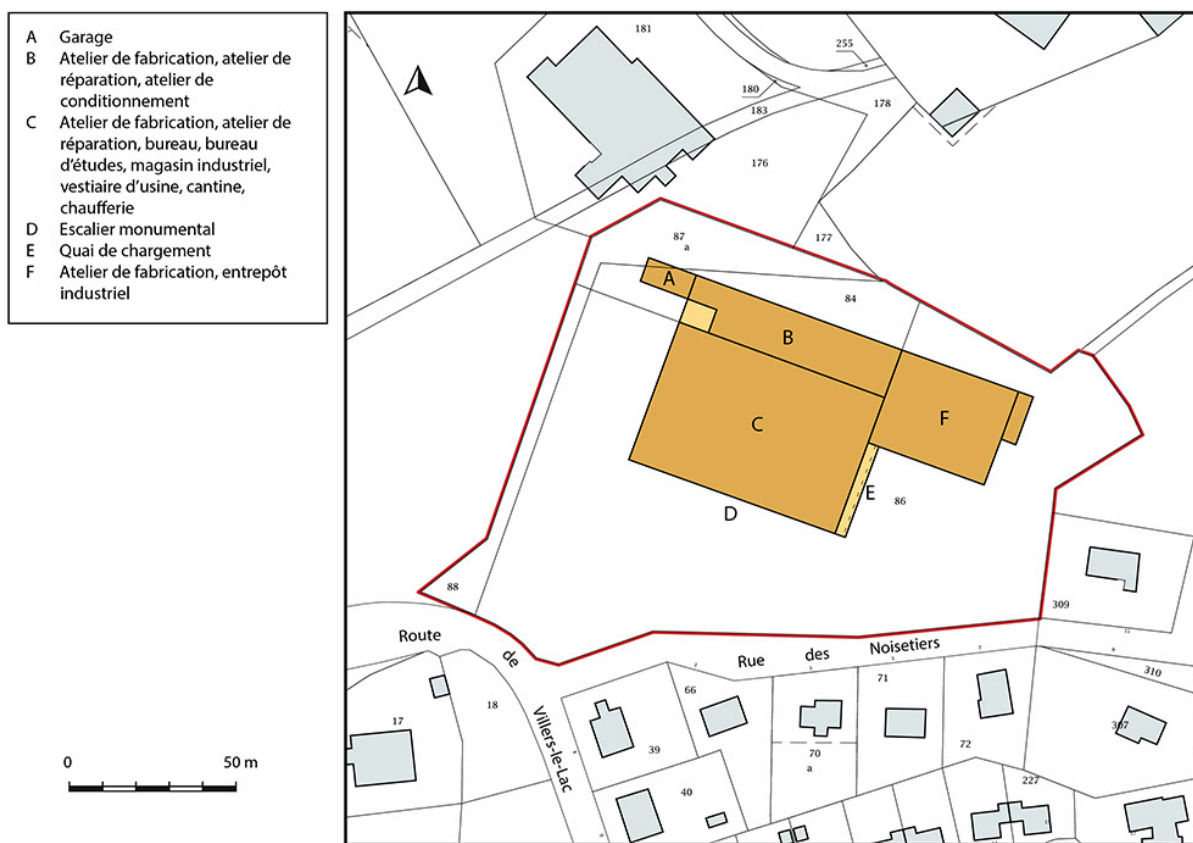 A Garage
B Atelier de fabrication, atelier de
réparation, atelier de
conditionnement
C Atelier de fabrication, atelier de
réparation, bureau, bureau
d'études, magasin industriel,
vestiaire d'usine, cantine,
chaufferie
D Escalier monumental
E Quai de chargement
F Atelier de fabrication, entrepôt
industriel
181
255
180
183
178
176
87
a
177
84
A
B
C
F
E
D
86
88
309
Route de Villers-le-Lac
Rue des Noisetiers
310
17
18
66
71
39
70
a
72
307
40
227
0 50 m